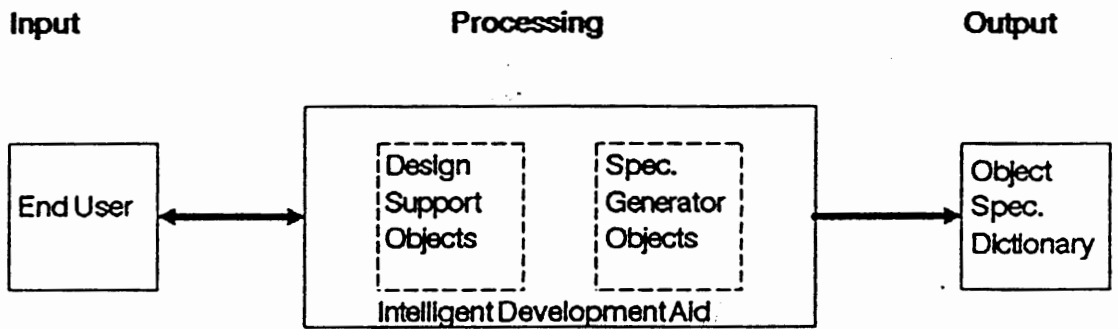 Input
Processing
Output
End User
Design
Support
Objects
Spec.
Generator
Objects
Intelligent Development Aid
Object
Spec.
Dictionary